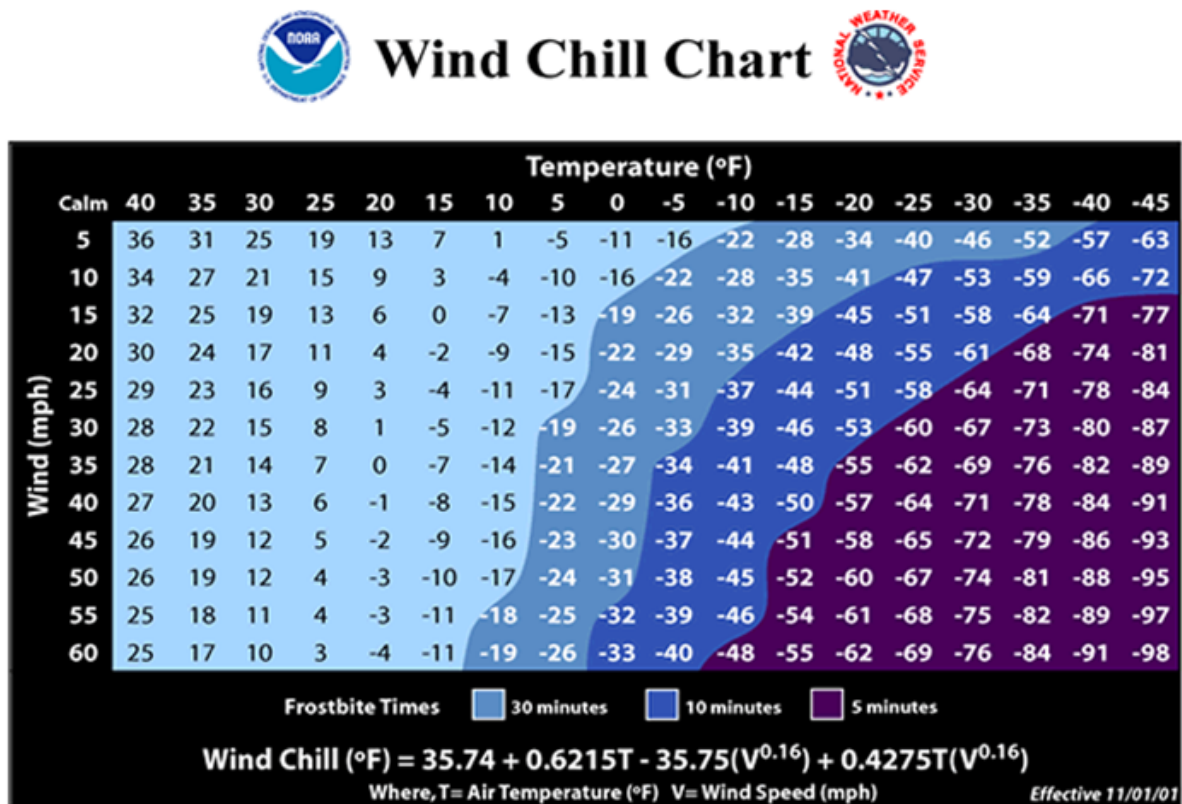 NOAA
Wind Chill Chart
NATIONAL WEATHER SERVICE
Temperature (ºF)
Calm 40 35 30 25 20 15 10 5 0 -5 -10 -15 -20 -25 -30 -35 -40 -45
5 36 31 25 19 13 7 1 -5 -11 -16 -22 -28 -34 -40 -46 -52 -57 -63
10 34 27 21 15 9 3 -4 -10 -16 -22 -28 -35 -41 -47 -53 -59 -66 -72
15 32 25 19 13 6 0 -7 -13 -19 -26 -32 -39 -45 -51 -58 -64 -71 -77
20 30 24 17 11 4 -2 -9 -15 -22 -29 -35 -42 -48 -55 -61 -68 -74 -81
25 29 23 16 9 3 -4 -11 -17 -24 -31 -37 -44 -51 -58 -64 -71 -78 -84
30 28 22 15 8 1 -5 -12 -19 -26 -33 -39 -46 -53 -60 -67 -73 -80 -87
35 28 21 14 7 0 -7 -14 -21 -27 -34 -41 -48 -55 -62 -69 -76 -82 -89
40 27 20 13 6 -1 -8 -15 -22 -29 -36 -43 -50 -57 -64 -71 -78 -84 -91
45 26 19 12 5 -2 -9 -16 -23 -30 -37 -44 -51 -58 -65 -72 -79 -86 -93
50 26 19 12 4 -3 -10 -17 -24 -31 -38 -45 -52 -60 -67 -74 -81 -88 -95
55 25 18 11 4 -3 -11 -18 -25 -32 -39 -46 -54 -61 -68 -75 -82 -89 -97
60 25 17 10 3 -4 -11 -19 -26 -33 -40 -48 -55 -62 -69 -76 -84 -91 -98
Wind (mph)
Frostbite Times 30 minutes 10 minutes 5 minutes
Wind Chill (ºF) = 35.74 + 0.6215T - 35.75(V^0.16) + 0.4275T(V^0.16)
Where, T= Air Temperature (ºF) V= Wind Speed (mph)
Effective 11/01/01